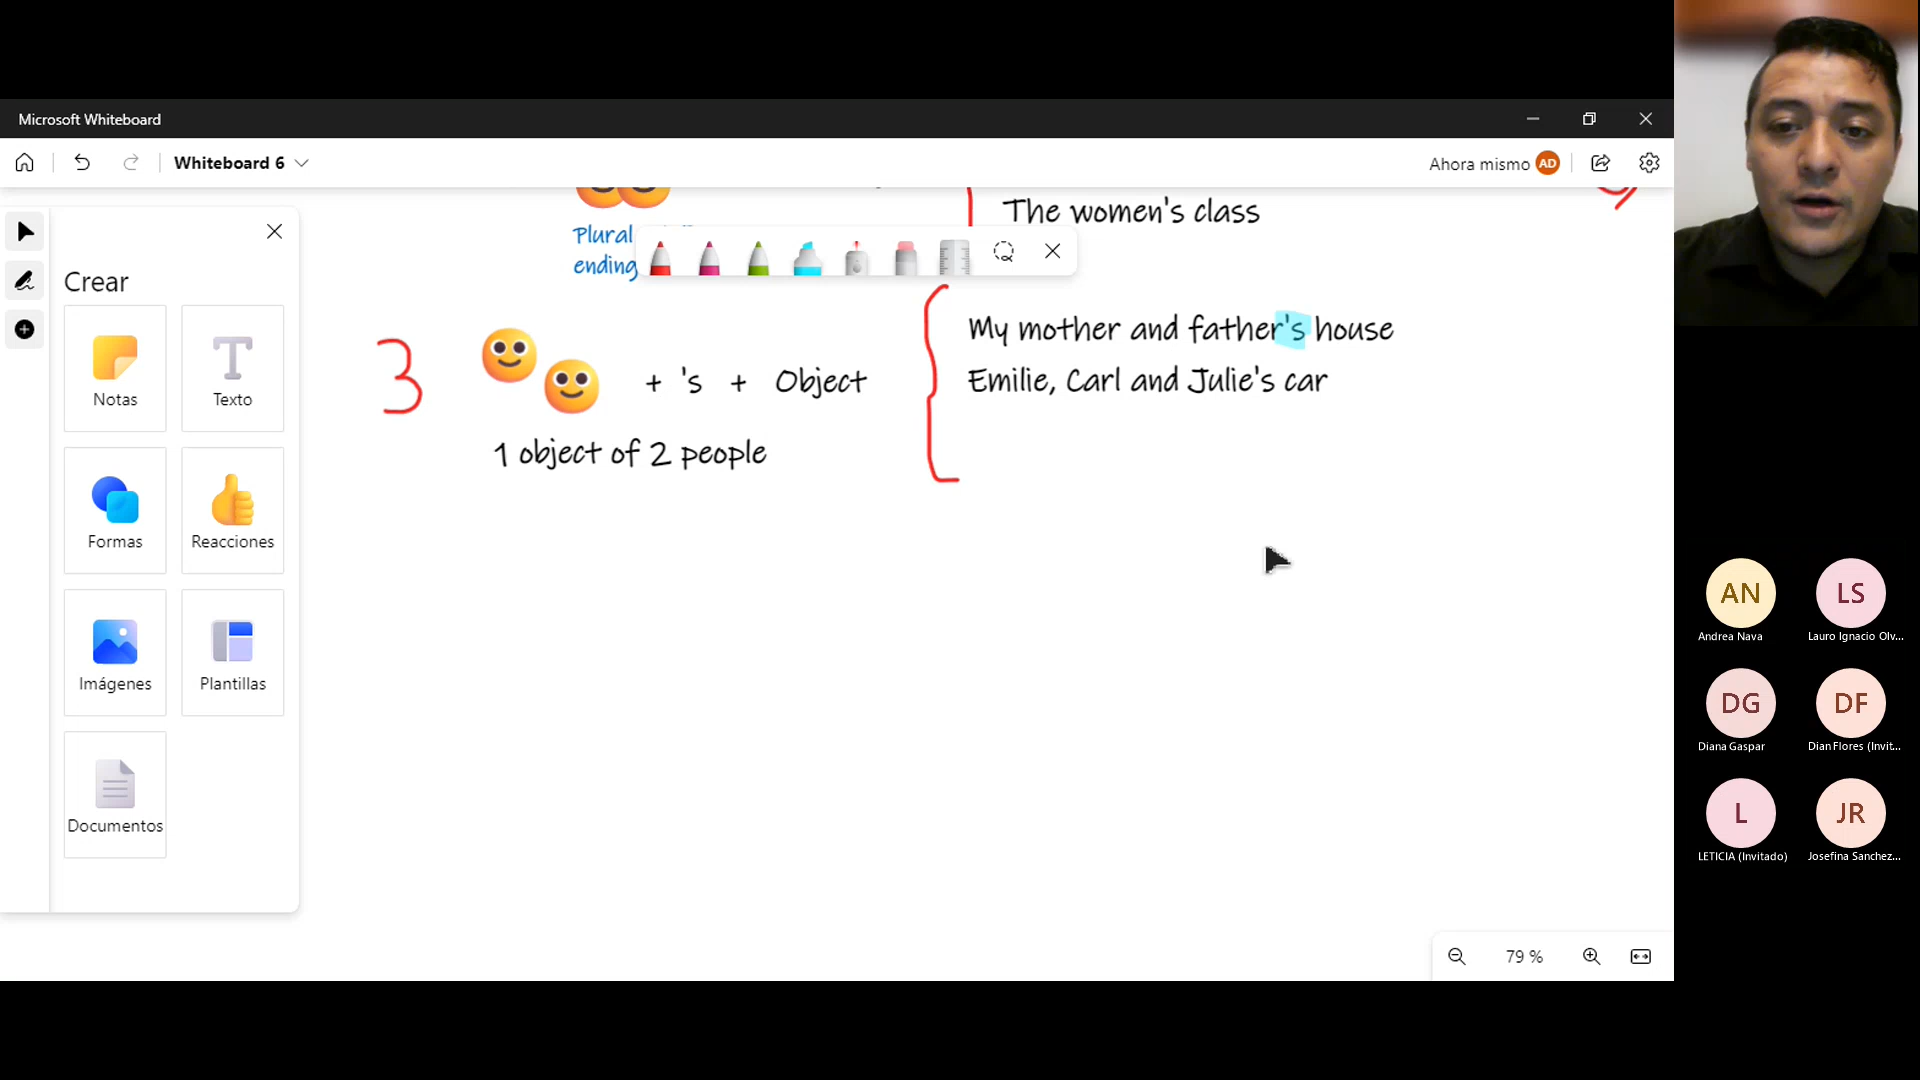 Microsoft Whiteboard
Whiteboard 6
Ahora mismo AD
The women's class
Plural
ending
Crear
Notas
Texto
Formas
Reacciones
Imágenes
Plantillas
Documentos
3
+ 's + Object
1 object of 2 people
My mother and father's house
Emilie, Carl and Julie's car
AN
Andrea Nava
LS
Lauro Ignacio Olv...
DG
Diana Gaspar
DF
Dian Flores (Invit...
L
LETICIA (Invitado)
JR
Josefina Sanchez...
79 %